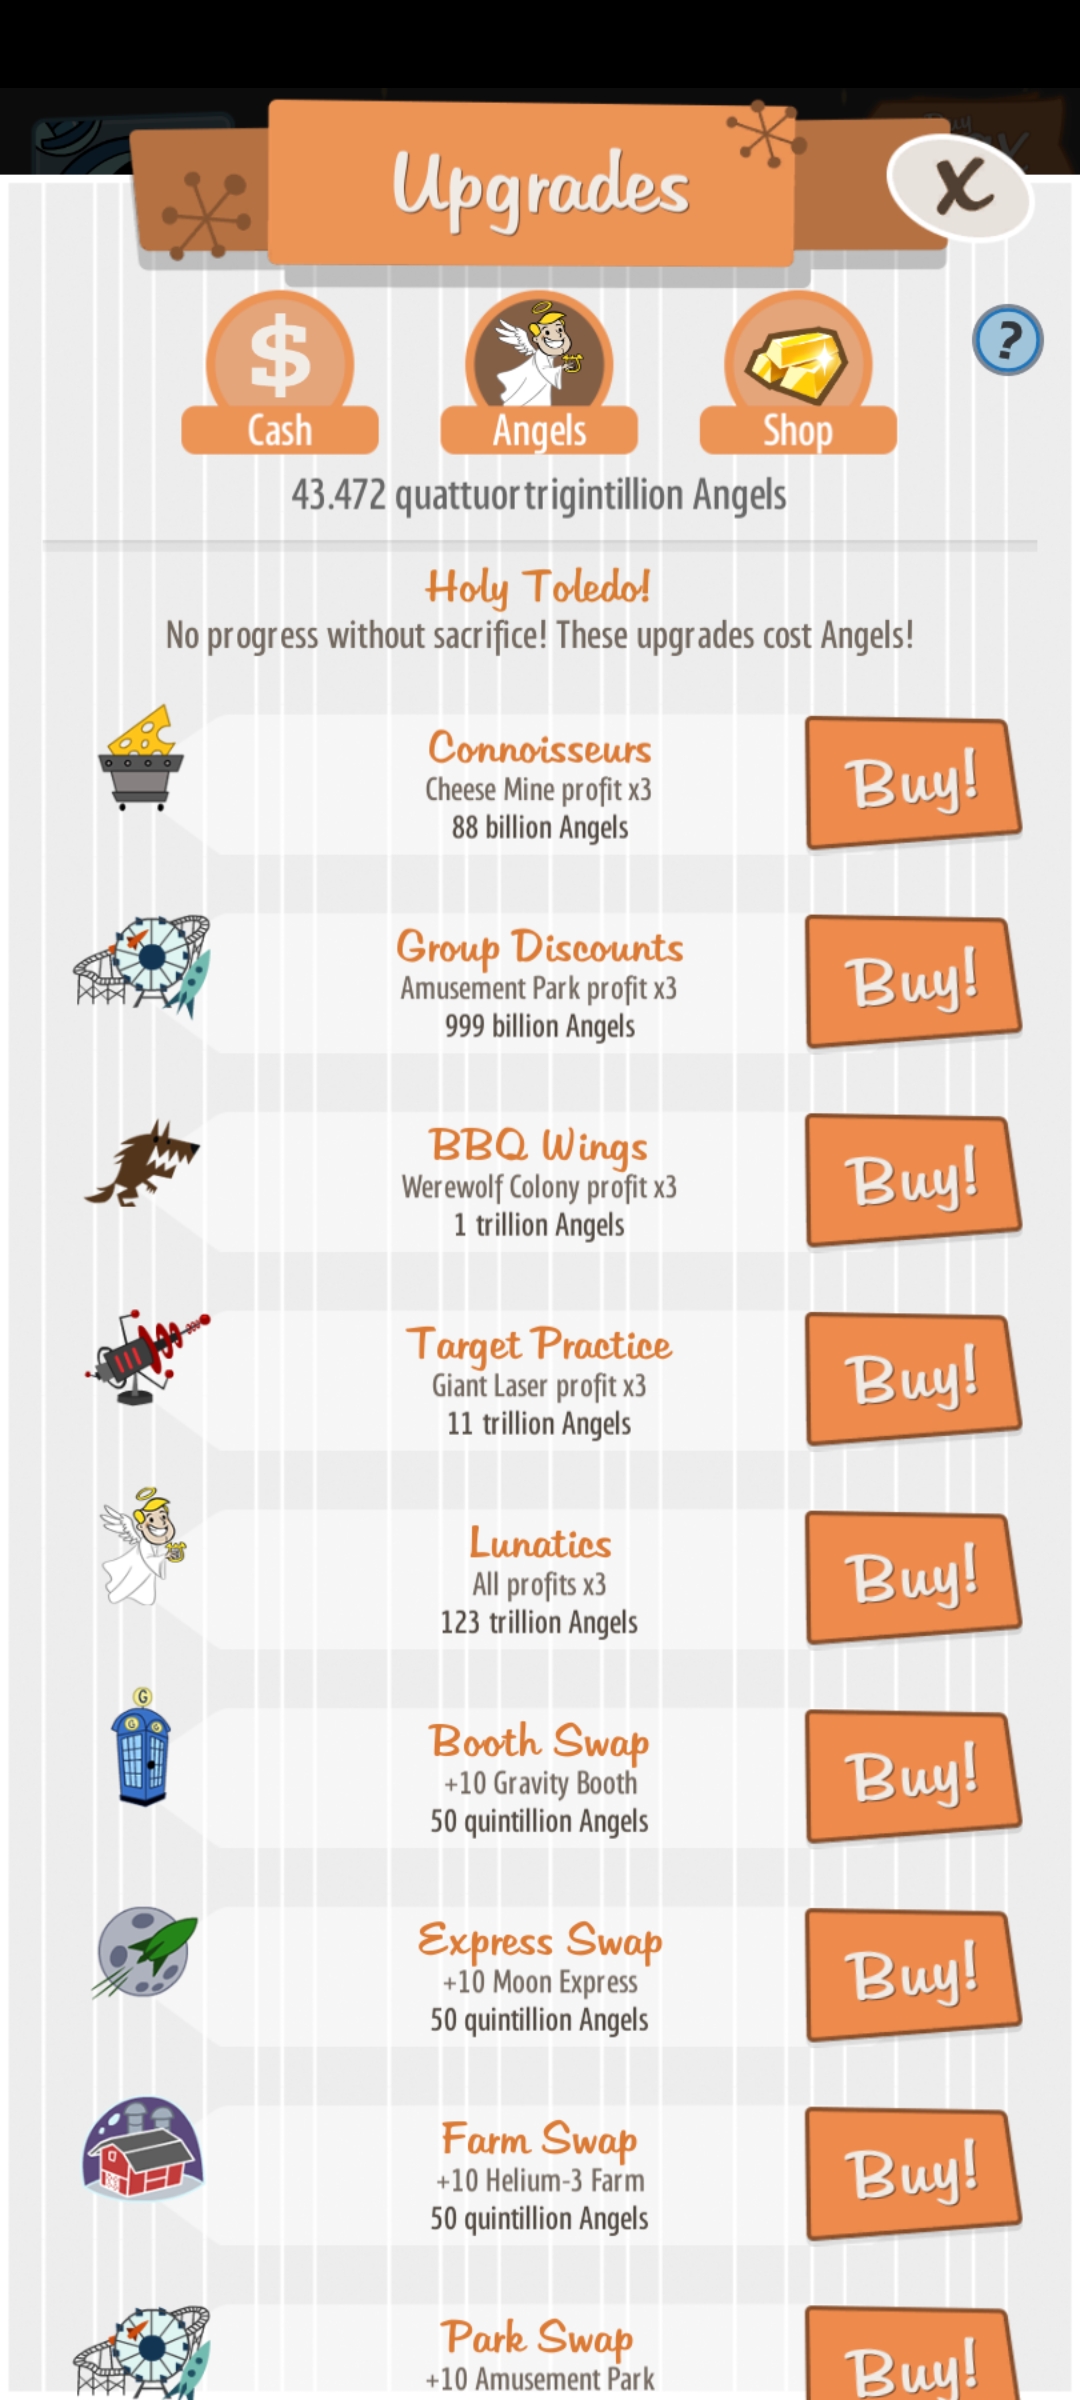 Upgrades
X
$
?
Cash
Angels
Shop
43.472 quattuortrigintillion Angels
Holy Toledo!
No progress without sacrifice! These upgrades cost Angels!
Connoisseurs
Cheese Mine profit x3
88 billion Angels
Buy!
Group Discounts
Amusement Park profit x3
999 billion Angels
Buy!
BBQ Wings
Werewolf Colony profit x3
1 trillion Angels
Buy!
Target Practice
Giant Laser profit x3
11 trillion Angels
Buy!
Lunatics
All profits x3
123 trillion Angels
Buy!
G
Booth Swap
+10 Gravity Booth
50 quintillion Angels
Buy!
Express Swap
+10 Moon Express
50 quintillion Angels
Buy!
Farm Swap
+10 Helium-3 Farm
50 quintillion Angels
Buy!
Park Swap
+10 Amusement Park
Buy!